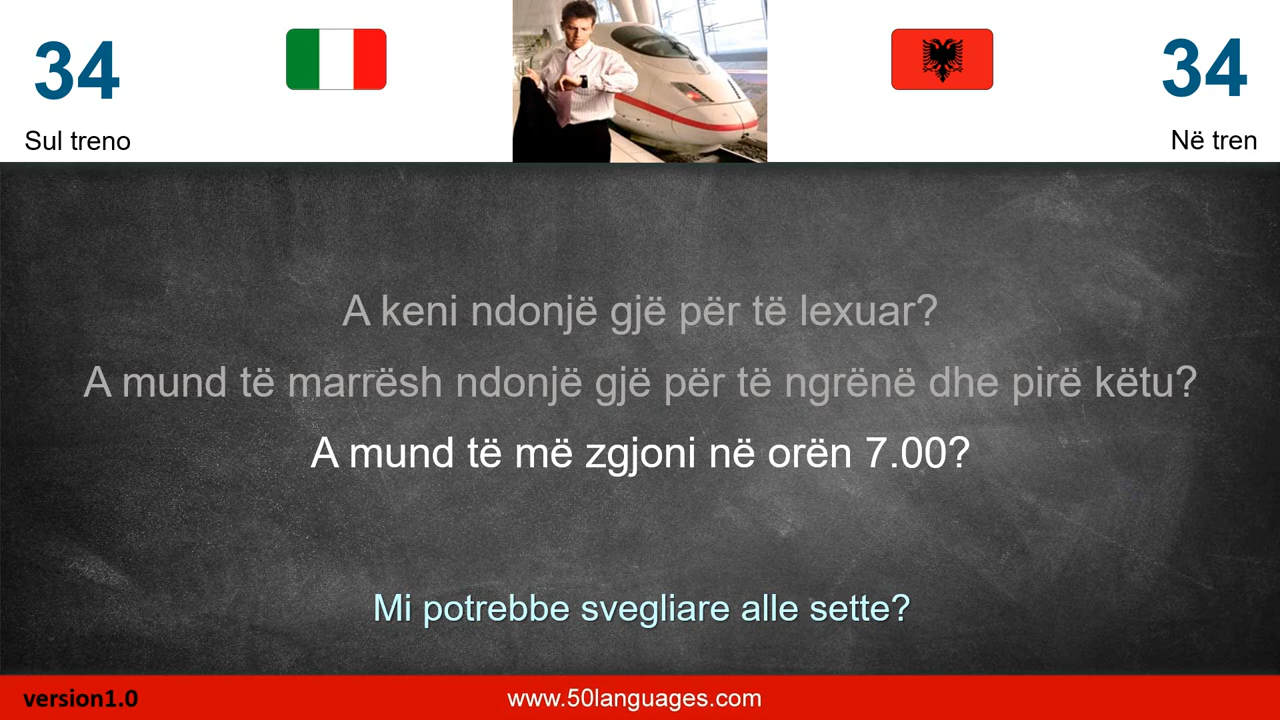 34
34
Sul treno
Në tren
A keni ndonjë gjë për të lexuar?
A mund të marrësh ndonjë gjë për të ngrënë dhe pirë këtu?
A mund të më zgjoni në orën 7.00?
Mi potrebbe svegliare alle sette?
version1.0
www.50languages.com